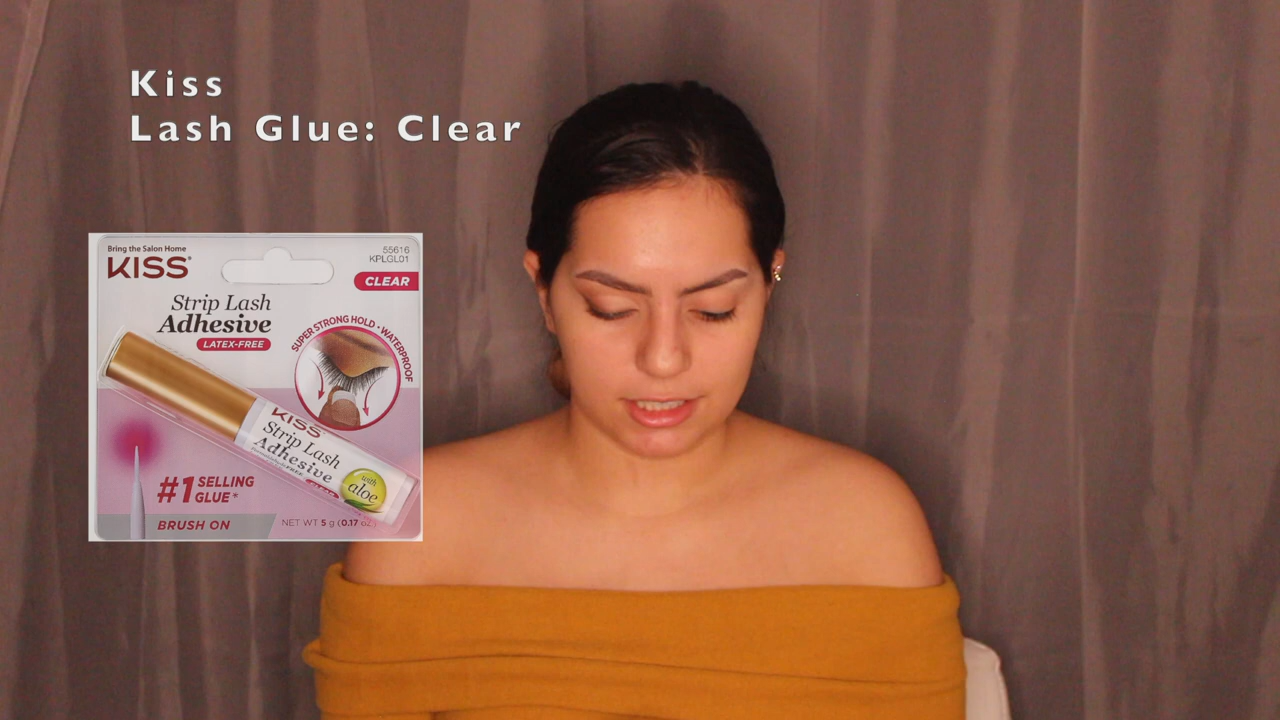 Kiss
Lash Glue: Clear
Bring the Salon Home
KISS®
55616
KPLGL01
CLEAR
Strip Lash
Adhesive
LATEX-FREE
SUPER STRONG HOLD • WATERPROOF
KISS
Strip Lash
Adhesive
CLEAR
with
aloe
#1 SELLING
GLUE*
BRUSH ON
NET WT 5 g (0.17 oz.)